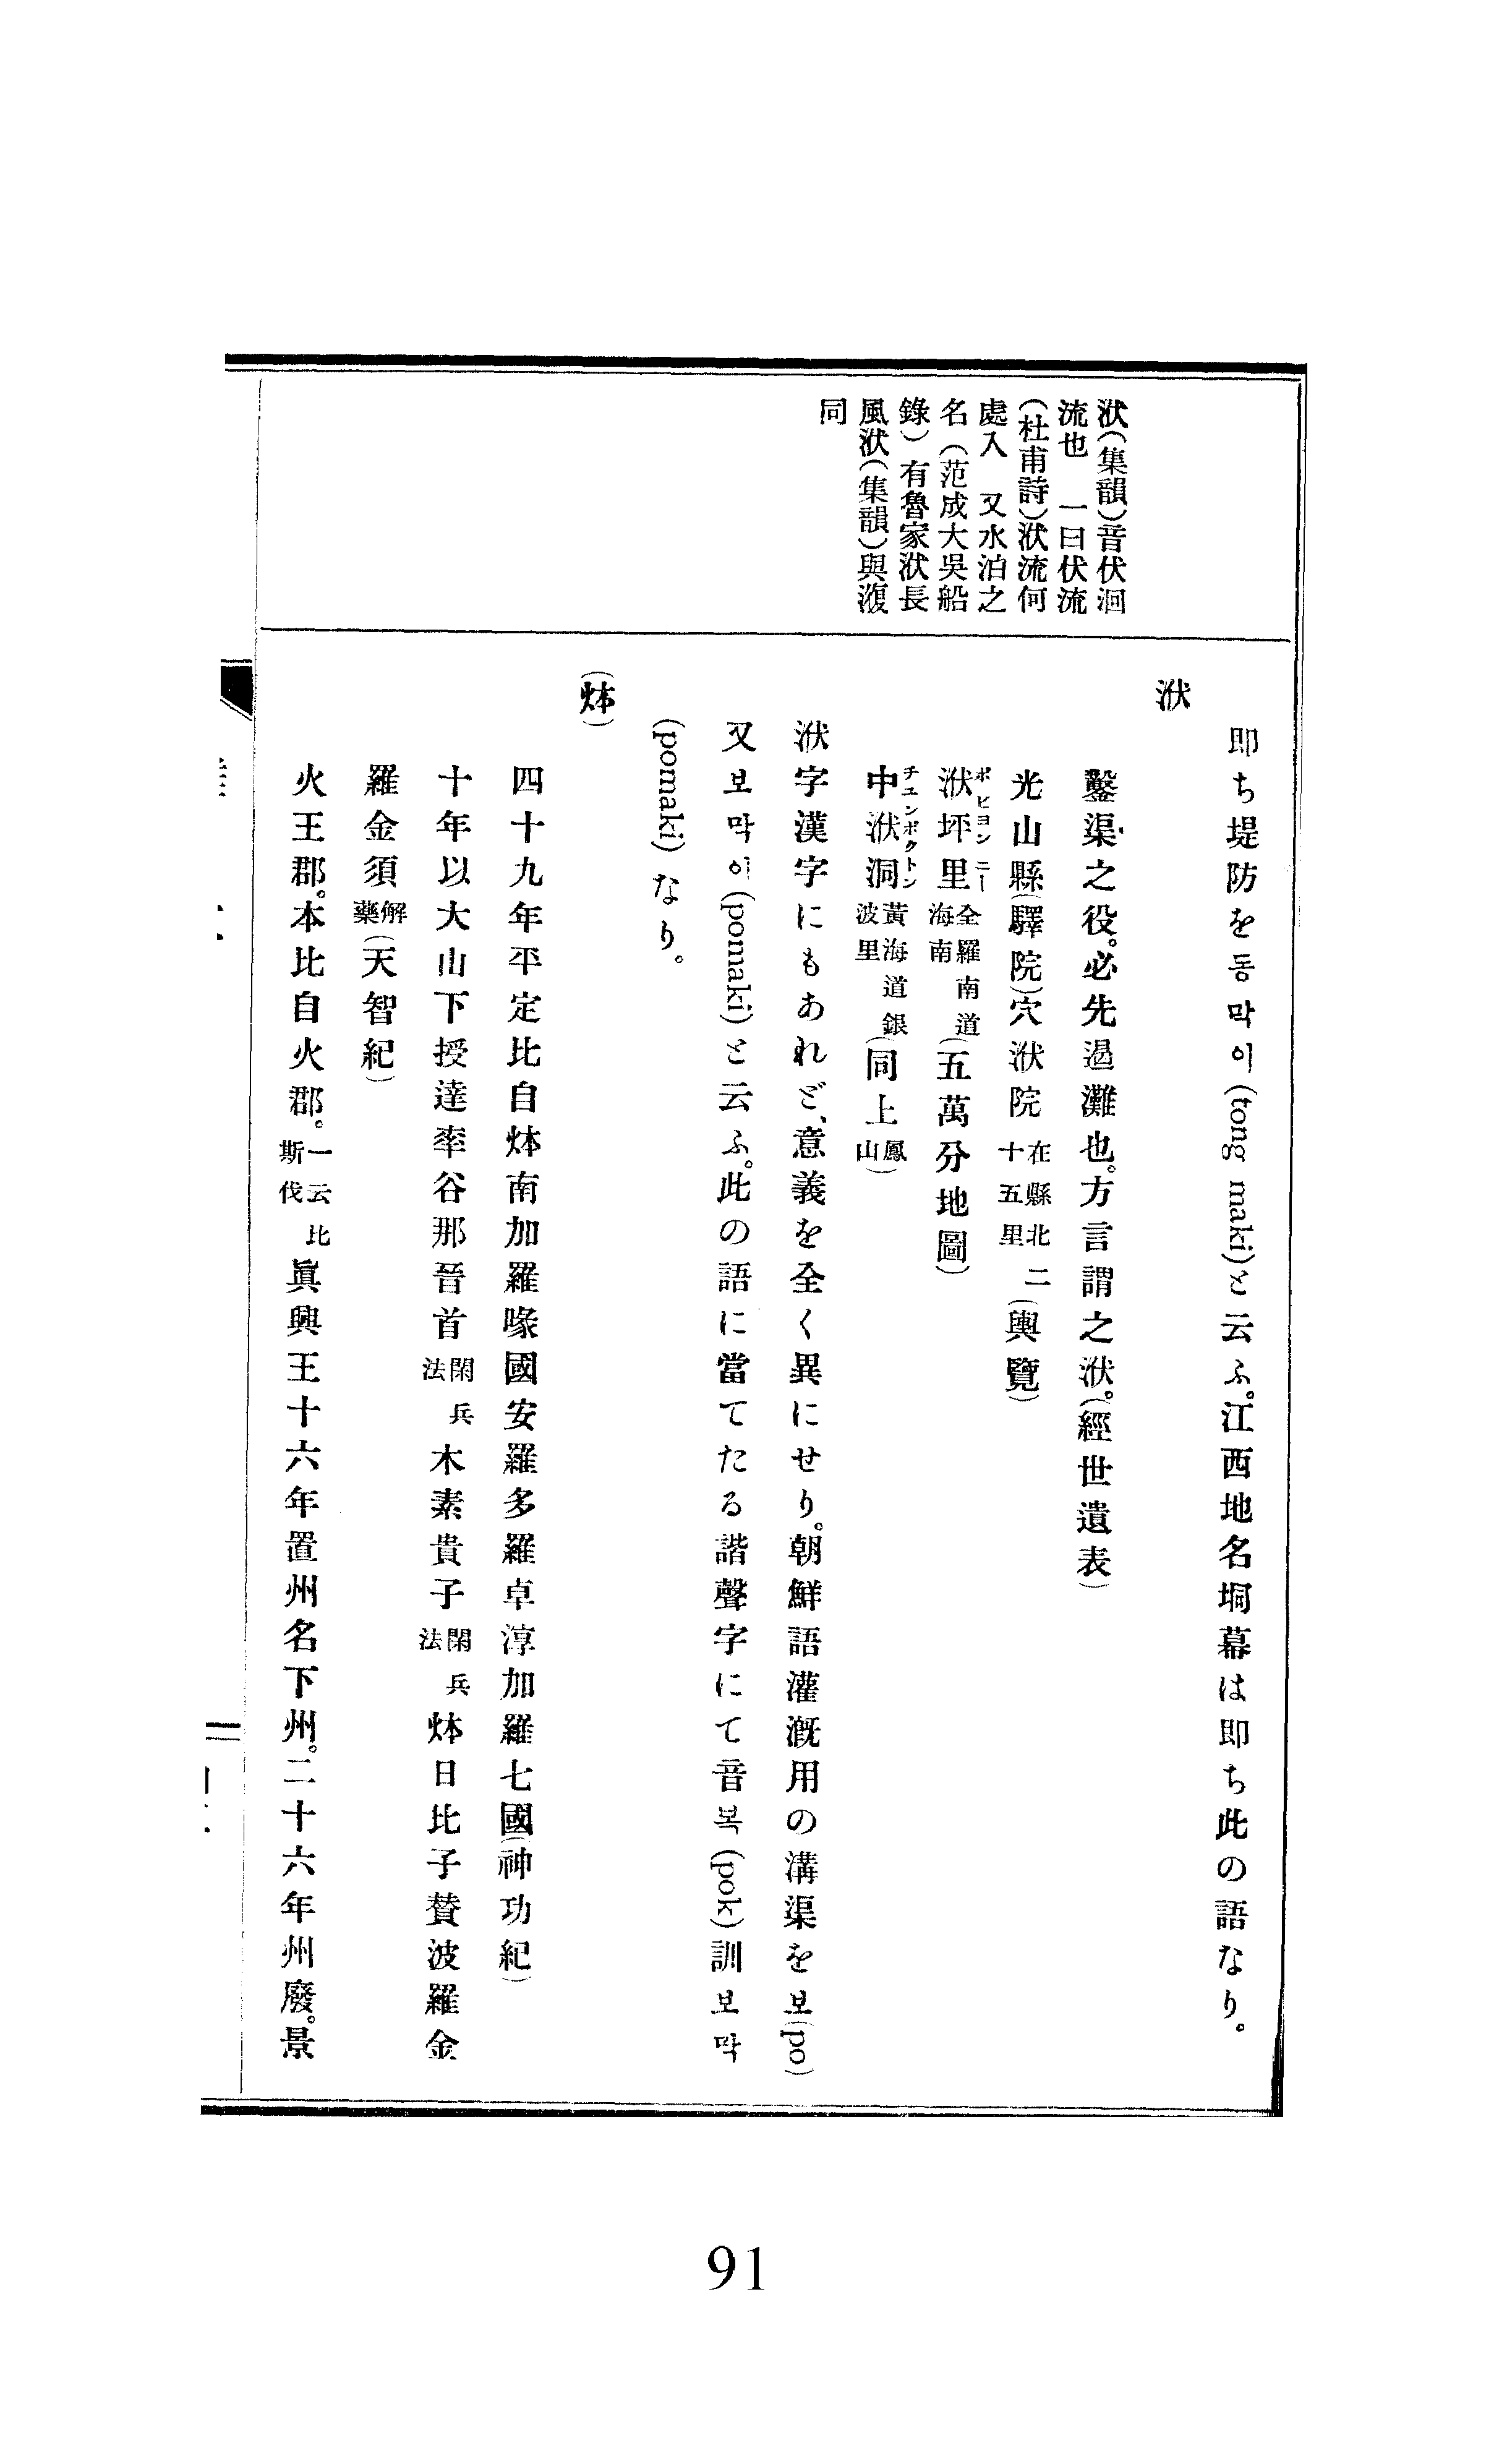 洑(集韻)音伏洄
流也　一曰伏流
(杜甫詩)洑流何
處入　又水泊之
名（范成大吳船
錄）有魯家洑長
風洑(集韻)與澓
同
即ち堤防を동막이(tong maki)と云ふ。江西地名垌幕は即ち此の語なり。
洑
鑿渠之役。必先過灘也。方言謂之洑。(經世遺表)
光山縣(驛院)穴洑院在縣北二十五里(輿覽)
洑坪里ボピョンニー全羅南道海南(五萬分地圖)
中洑洞チュンボクトン黃海道銀波里(同上鳳山)
洑字漢字にもあれど、意義を全く異にせり。朝鮮語灌漑用の溝渠を보(po)
又보막이(pomaki)と云ふ。此の語に當てたる諧聲字にて音복(pok)訓보막
(pomaki)なり。
(炑)
四十九年平定比自炑南加羅喙國安羅多羅卓淳加羅七國(神功紀)
十年以大山下授達率谷那晉首閑兵法木素貴子閑兵法炑日比子賛波羅金
羅金須解藥(天智紀)
火王郡。本比自火郡。一云比斯伐眞興王十六年置州名下州。二十六年州廢。景
91